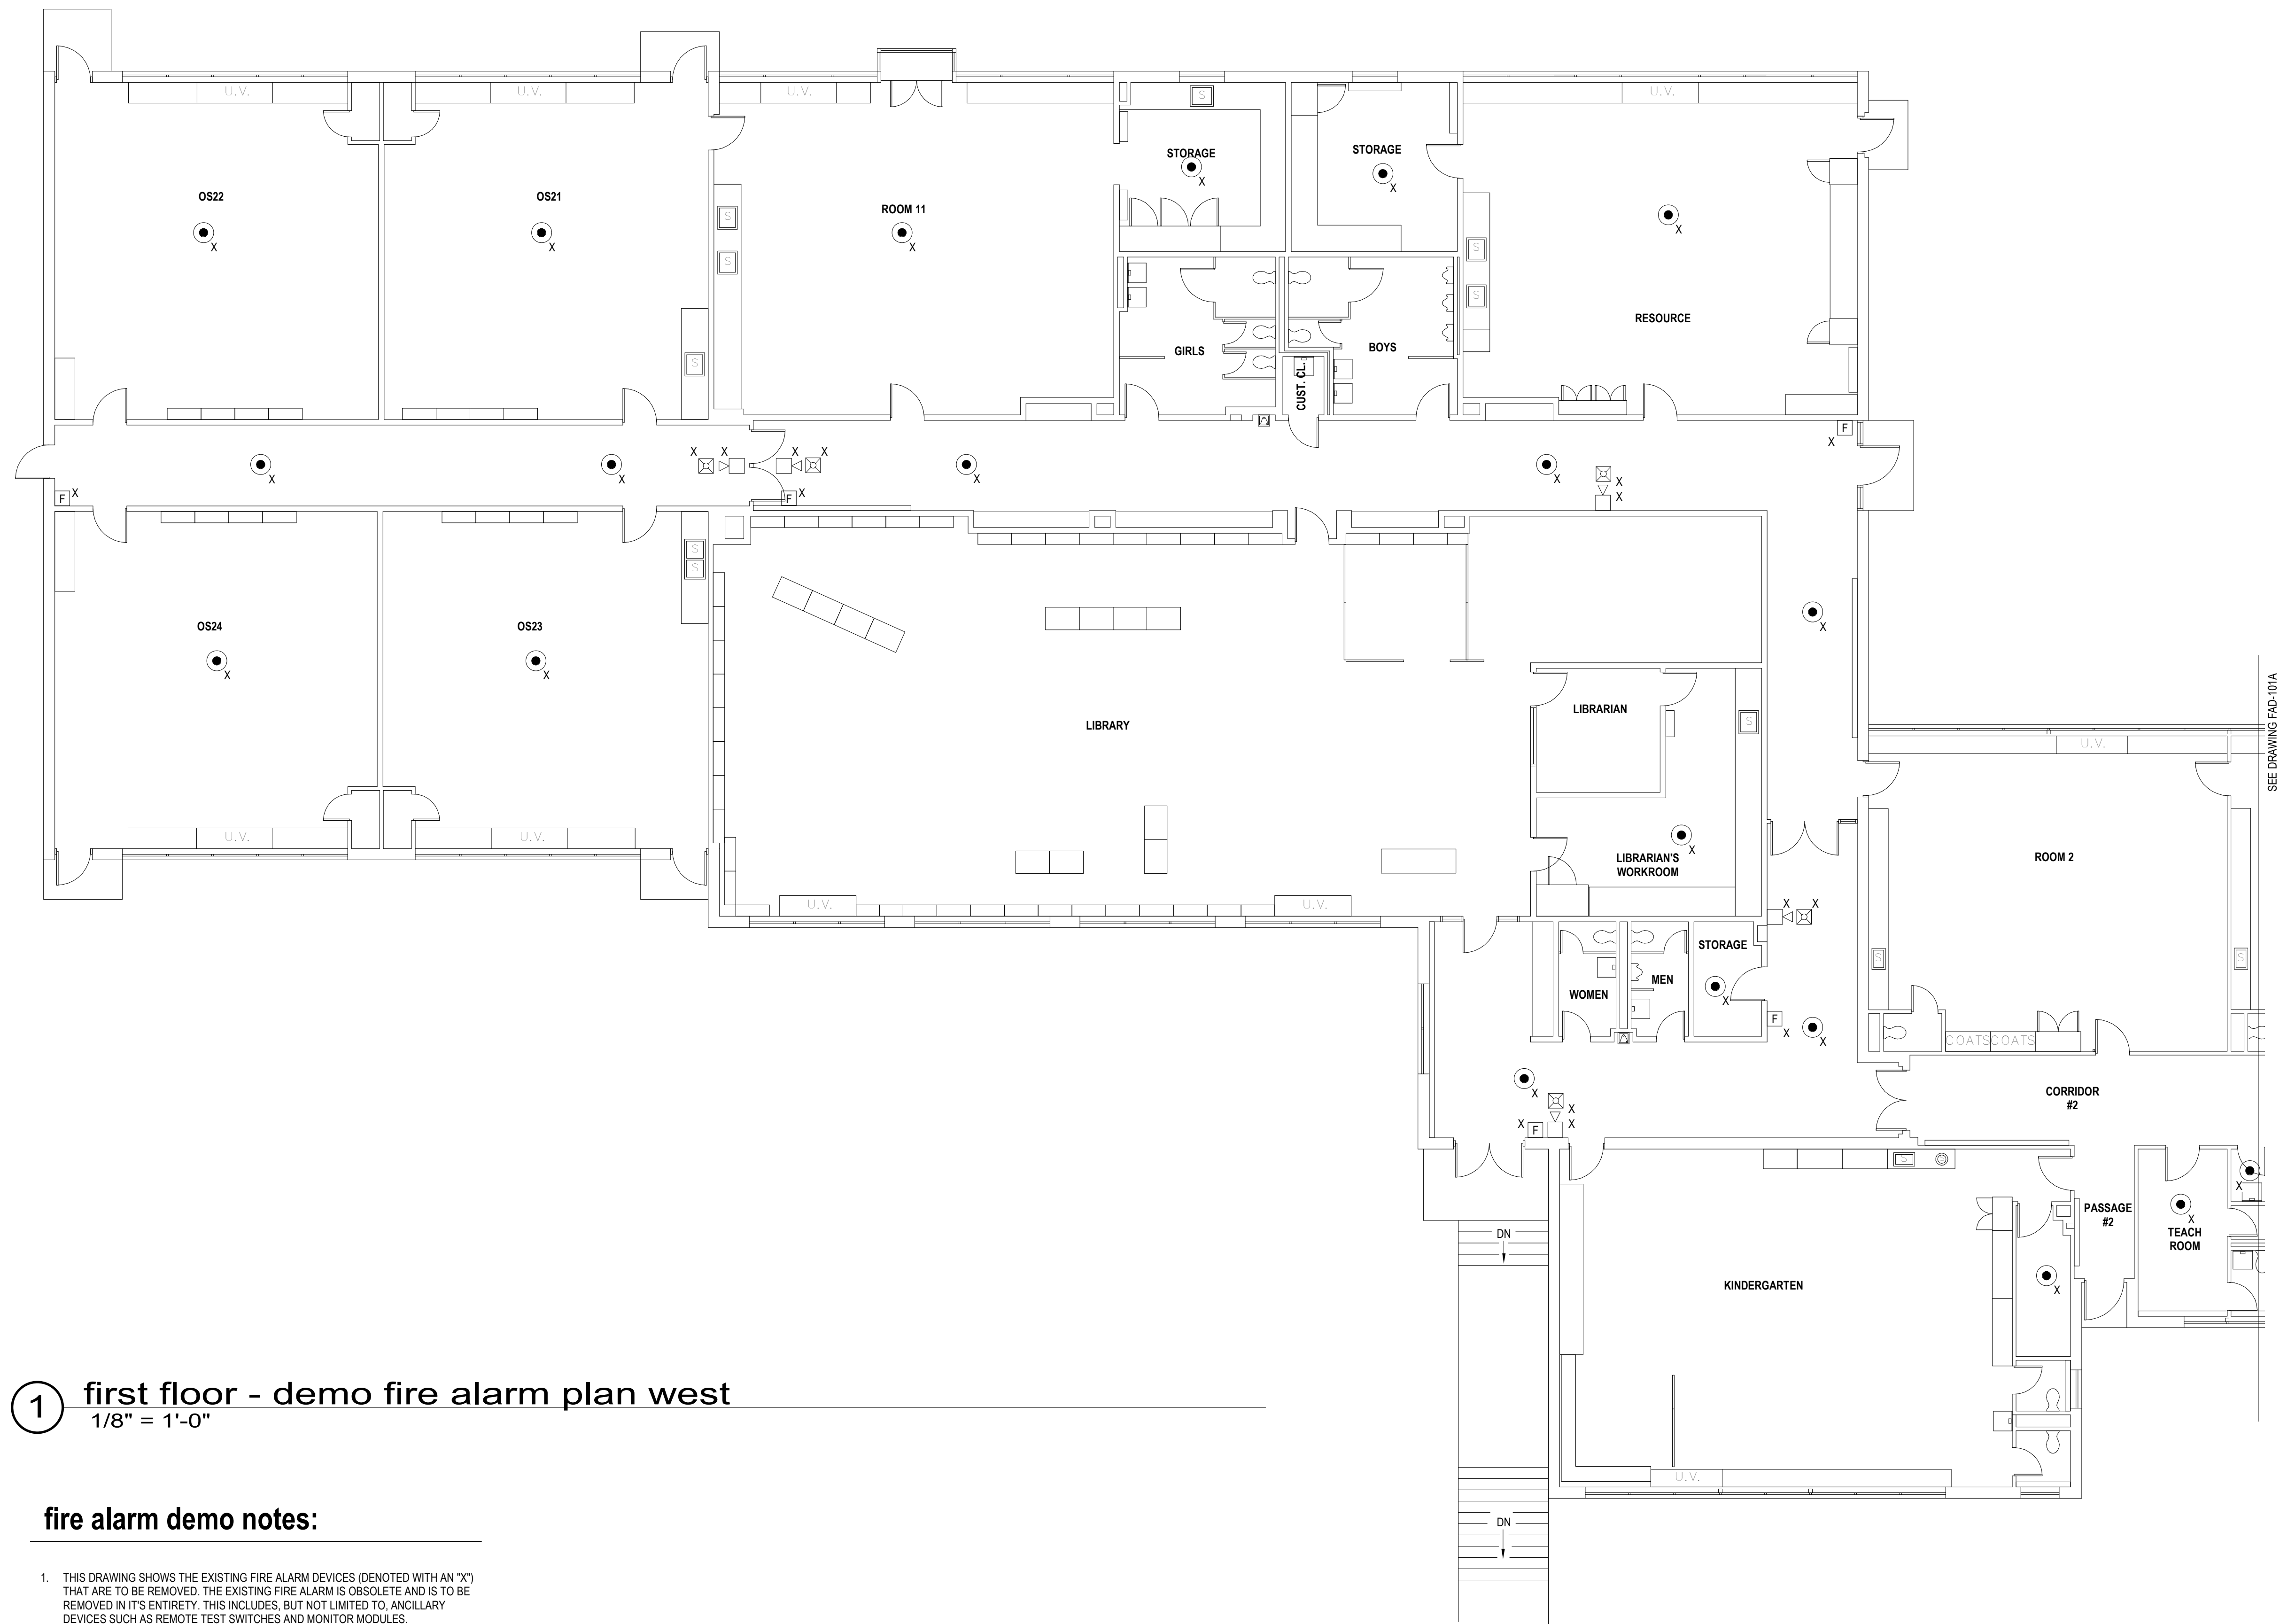 U.V.
U.V.
U.V.
S
U.V.
STORAGE
X
STORAGE
X
OS22
X
OS21
X
ROOM 11
X
S
S
S
X
S
S
RESOURCE
S
GIRLS
BOYS
CUST. CL.
X
X
X
X
X
X
X
X
X
X
X
F
X
F
X
F
X
S
S
OS24
X
OS23
X
X
LIBRARY
LIBRARIAN
S
SEE DRAWING FAD-101A
U.V.
U.V.
U.V.
X
LIBRARIAN'S
WORKROOM
ROOM 2
U.V.
U.V.
X
X
STORAGE
X
WOMEN
MEN
S
S
F
X
X
COATS
COATS
X
X
X
X
F
CORRIDOR
#2
S
X
PASSAGE
#2
X
TEACH
ROOM
DN
KINDERGARTEN
X
U.V.
DN
1
first floor - demo fire alarm plan west
1/8" = 1'-0"
fire alarm demo notes:
1. THIS DRAWING SHOWS THE EXISTING FIRE ALARM DEVICES (DENOTED WITH AN "X")
THAT ARE TO BE REMOVED. THE EXISTING FIRE ALARM IS OBSOLETE AND IS TO BE
REMOVED IN IT'S ENTIRETY. THIS INCLUDES, BUT NOT LIMITED TO, ANCILLARY
DEVICES SUCH AS REMOTE TEST SWITCHES AND MONITOR MODULES.